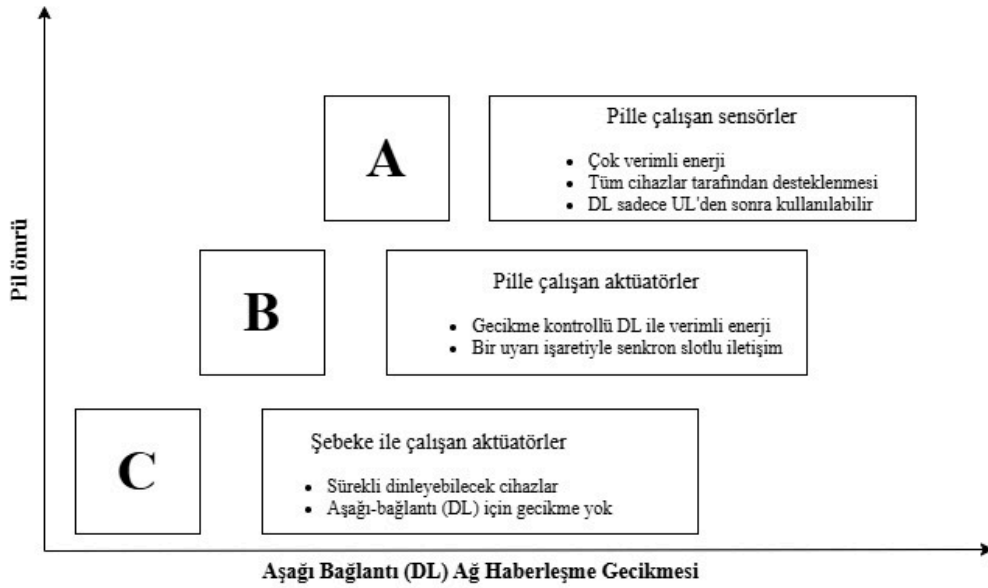 Pil ömrü
A
Pille çalışan sensörler
• Çok verimli enerji
• Tüm cihazlar tarafından desteklenmesi
• DL sadece UL'den sonra kullanılabilir
B
Pille çalışan aktüatörler
• Gecikme kontrollü DL ile verimli enerji
• Bir uyarı işaretiyle senkron slotlu iletişim
C
Şebeke ile çalışan aktüatörler
• Sürekli dinleyebilecek cihazlar
• Aşağı-bağlantı (DL) için gecikme yok
Aşağı Bağlantı (DL) Ağ Haberleşme Gecikmesi